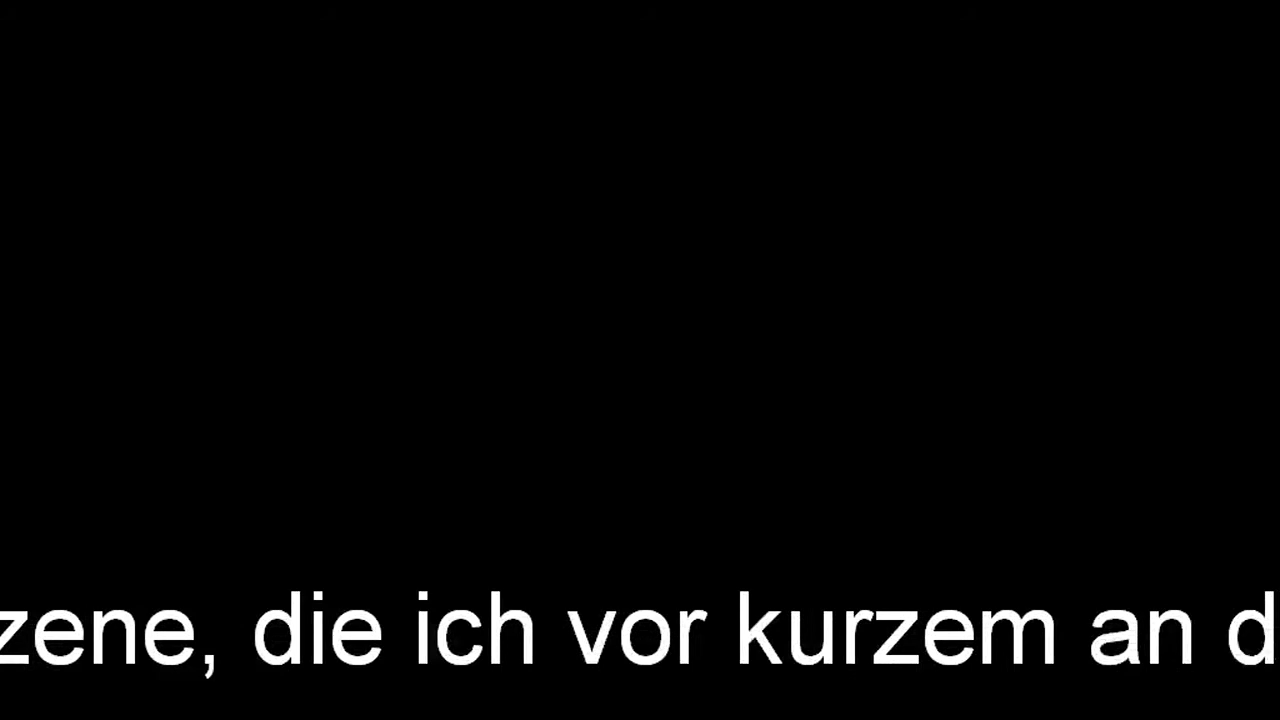 zene, die ich vor kurzem an d